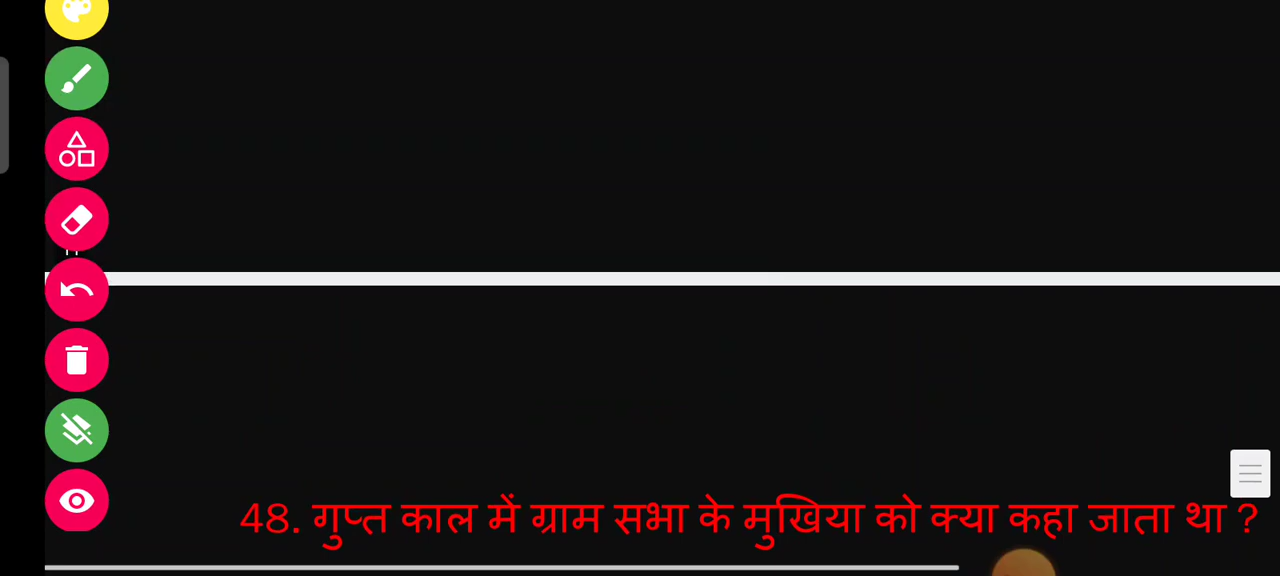 48. गुप्त काल में ग्राम सभा के मुखिया को क्या कहा जाता था ?